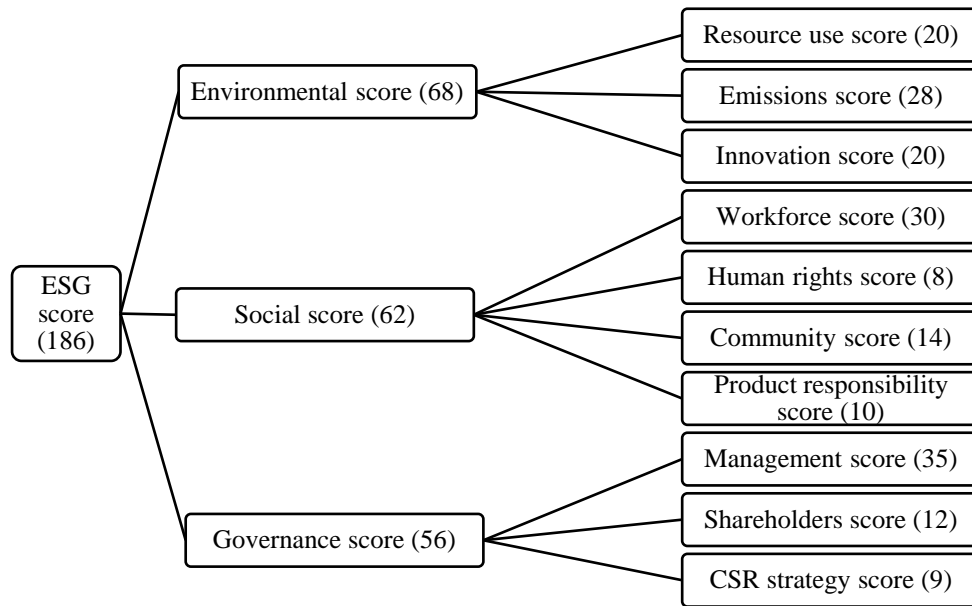 ESG
score
(186)
Environmental score (68)
Social score (62)
Governance score (56)
Resource use score (20)
Emissions score (28)
Innovation score (20)
Workforce score (30)
Human rights score (8)
Community score (14)
Product responsibility
score (10)
Management score (35)
Shareholders score (12)
CSR strategy score (9)